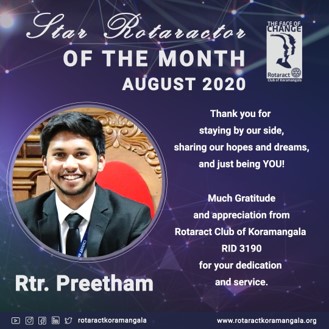 Star Rotaractor
OF THE MONTH
AUGUST 2020
THE FACE OF
CHANGE
Rotaract
Club of Koramangala
Thank you for
staying by our side,
sharing our hopes and dreams,
and just being YOU!
Much Gratitude
and appreciation from
Rotaract Club of Koramangala
RID 3190
for your dedication
and service.
Rtr. Preetham
rotaractkoramangala
www.rotaractkoramangala.org